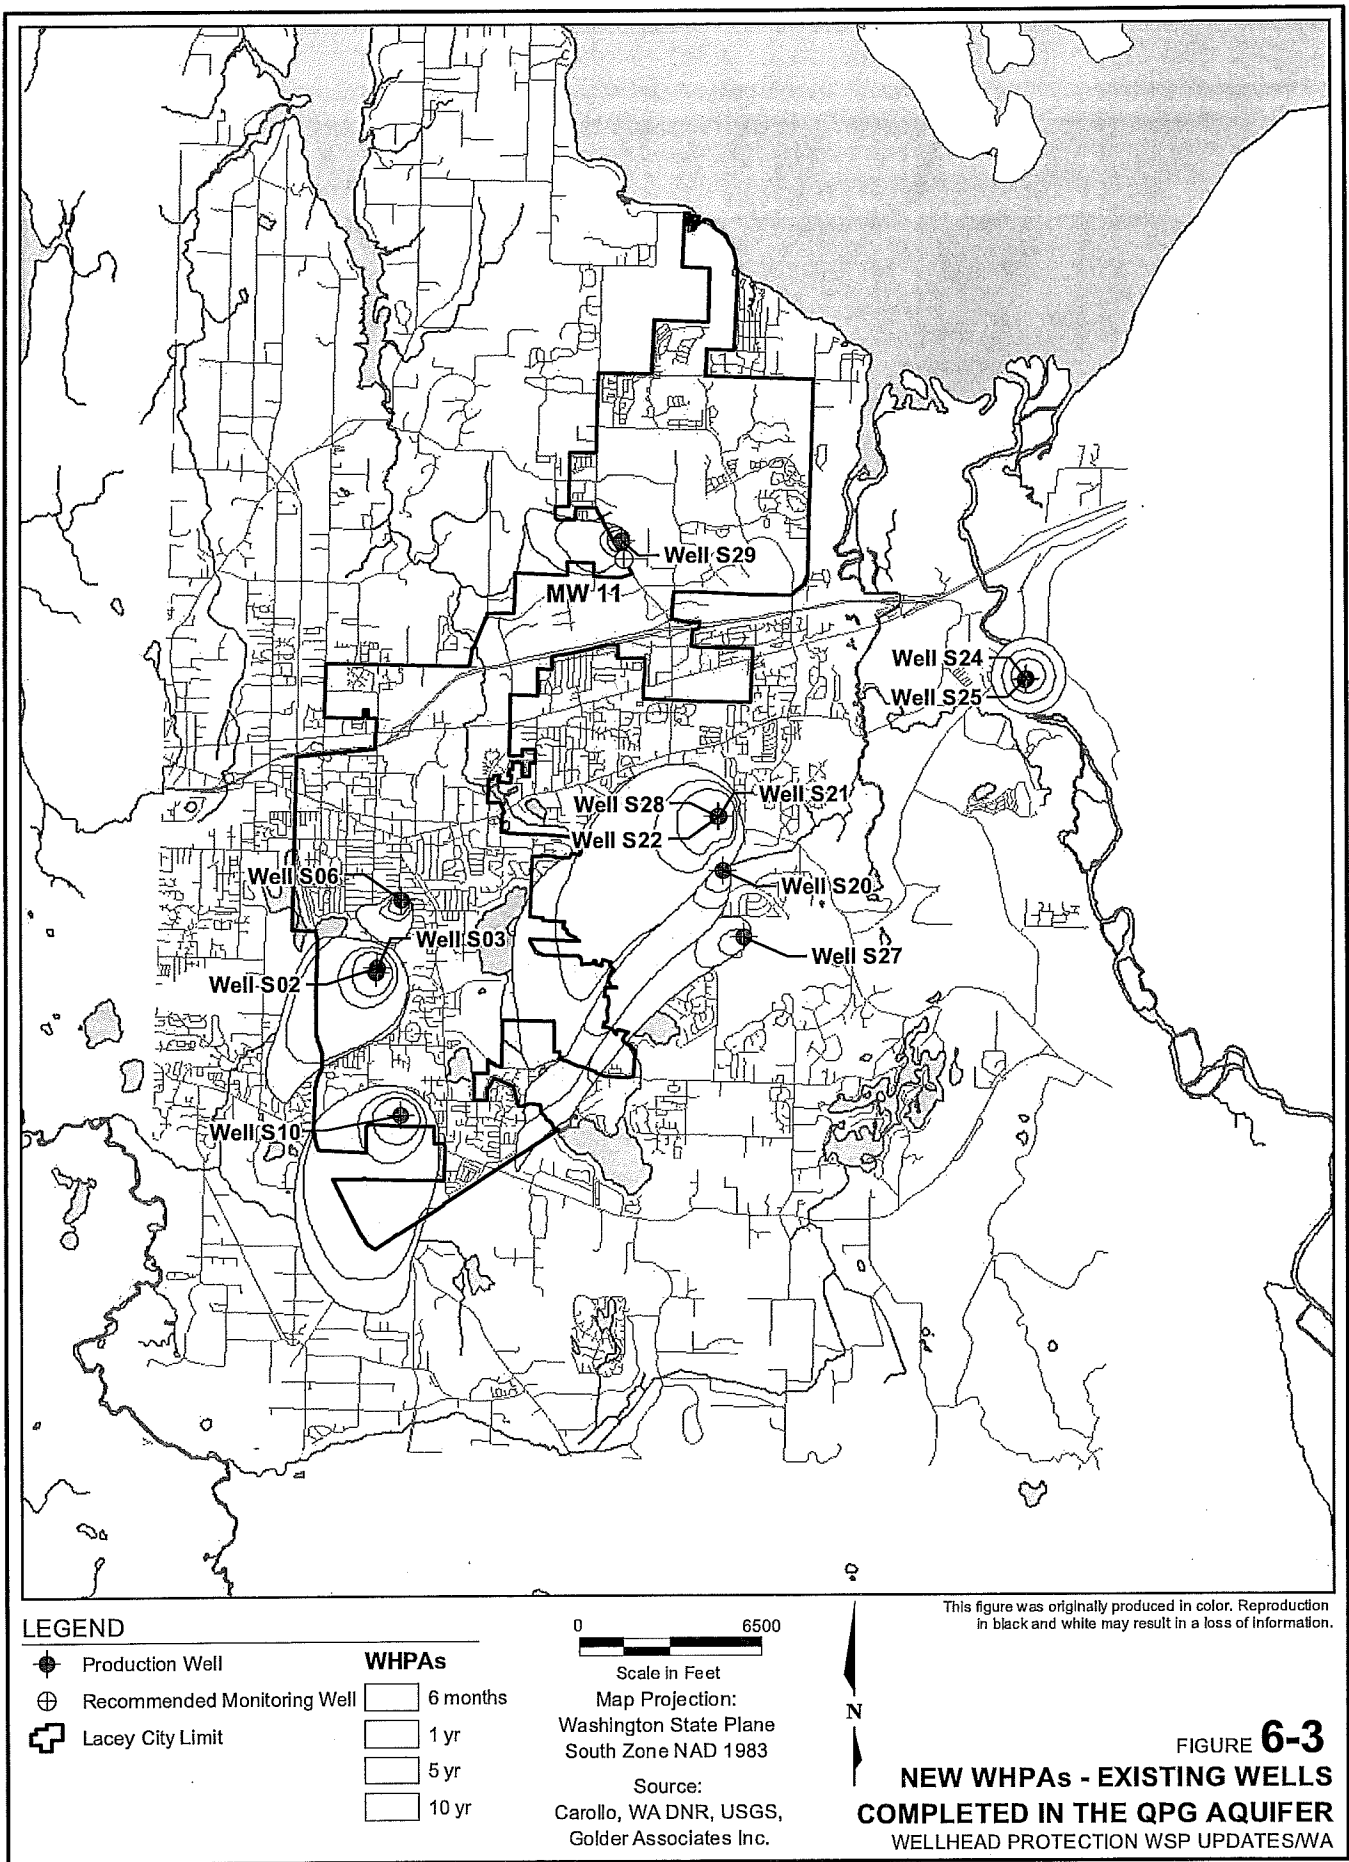 Well S29
MW 11
Well S24
Well S25
Well S28
Well S21
Well S22
Well S06
Well S20
Well S03
Well S27
Well S02
Well S10
This figure was originally produced in color. Reproduction
in black and white may result in a loss of information.
LEGEND
Production Well
Recommended Monitoring Well
Lacey City Limit
WHPAs
6 months
1 yr
5 yr
10 yr
0 6500
Scale in Feet
Map Projection:
Washington State Plane
South Zone NAD 1983
Source:
Carollo, WA DNR, USGS,
Golder Associates Inc.
N
FIGURE 6-3
NEW WHPAs - EXISTING WELLS
COMPLETED IN THE QPG AQUIFER
WELLHEAD PROTECTION WSP UPDATES/WA